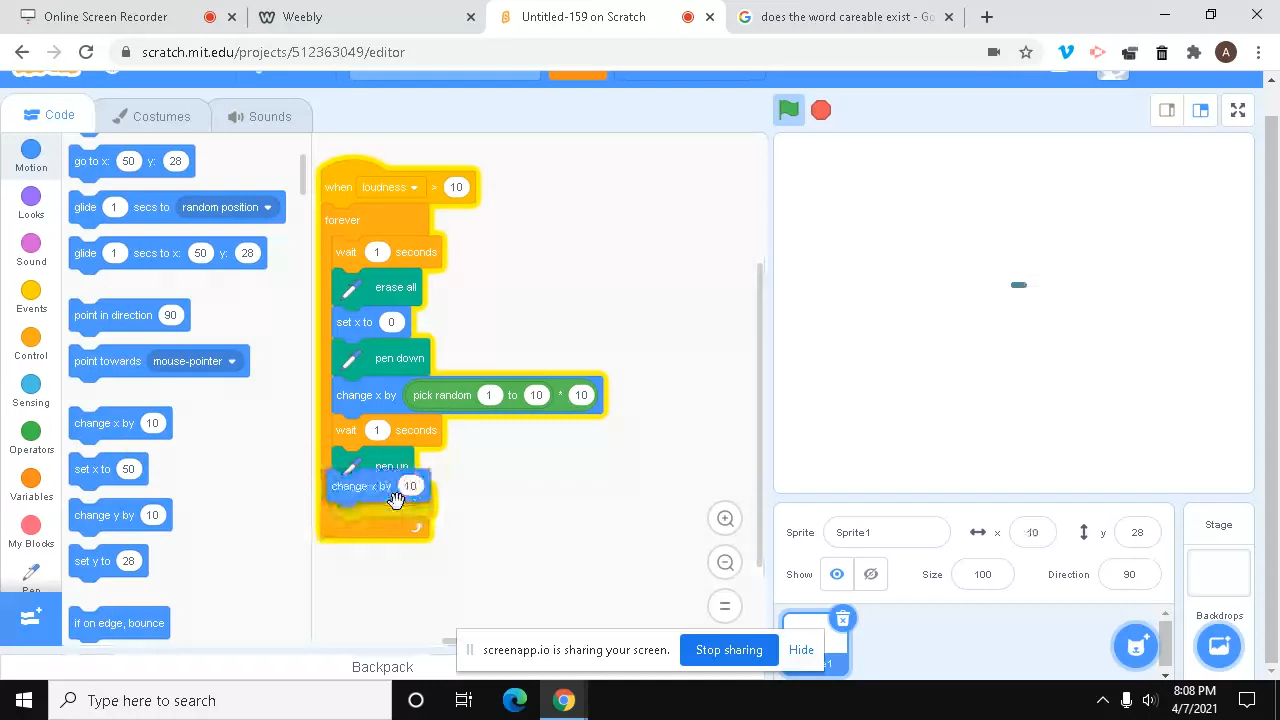 Online Screen Recorder
Weebly
Untitled-159 on Scratch
does the word careable exist - Go
scratch.mit.edu/projects/512363049/editor
A
Code
Costumes
Sounds
Motion
Looks
Sound
Events
Control
Sensing
Operators
Variables
My Blocks
Pen
go to x: 50 y: 28
glide 1 secs to random position
glide 1 secs to x: 50 y: 28
point in direction 90
point towards mouse-pointer
change x by 10
set x to 50
change y by 10
set y to 28
if on edge, bounce
when loudness > 10
forever
wait 1 seconds
erase all
set x to 0
pen down
change x by pick random 1 to 10 * 10
wait 1 seconds
pen up
change x by 10
Sprite Sprite1 x 10 y 28
Show Size 100 Direction 90
Stage
Backdrops
screenapp.io is sharing your screen. Stop sharing Hide
Backpack
Type here to search
8:08 PM
4/7/2021